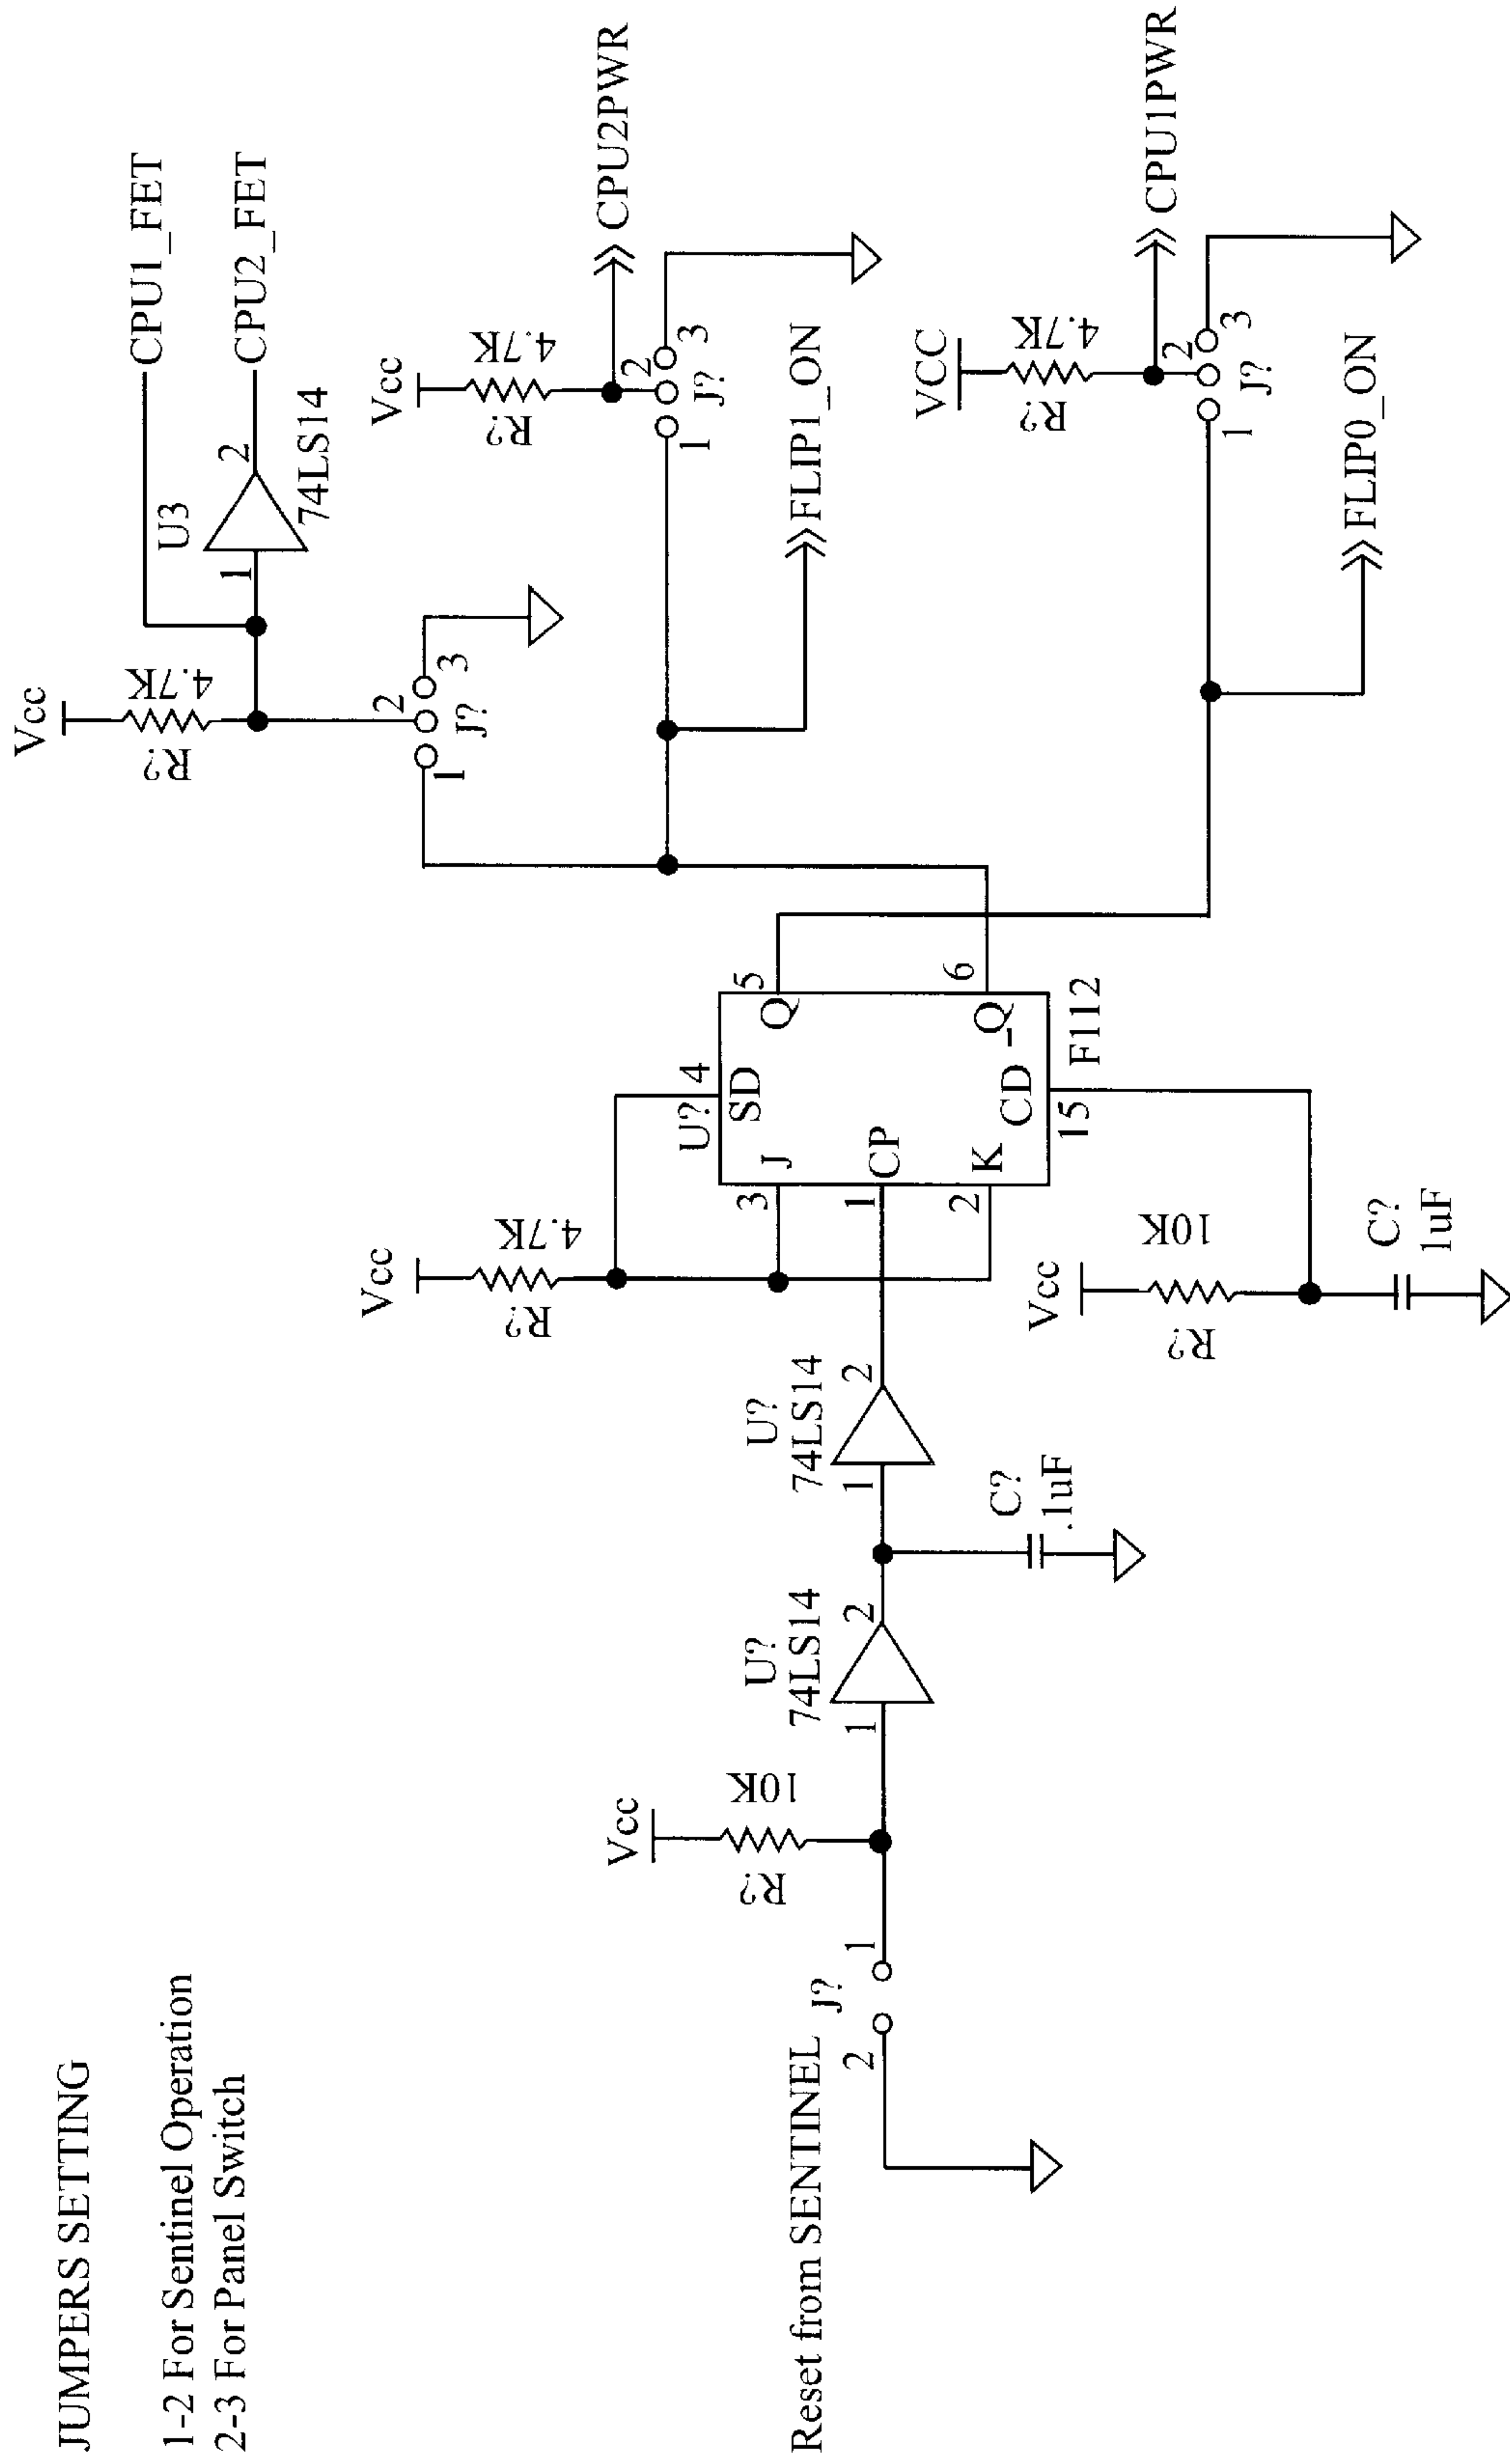 JUMPERS SETTING
1-2 For Sentinel Operation
2-3 For Panel Switch
Reset from SENTINEL
J?
2
1
Vcc
R?
10K
U?
74LS14
1
2
C?
.1uF
U?
74LS14
1
2
Vcc
R?
4.7K
U?
4
SD
3
J
1
CP
2
K
CD
15
Q
5
_Q
6
F112
Vcc
R?
10K
C?
1uF
Vcc
R?
4.7K
1
2
3
J?
U3
1
2
74LS14
CPU1_FET
CPU2_FET
Vcc
R?
4.7K
CPU2PWR
1
2
3
J?
FLIP1_ON
VCC
R?
4.7K
CPU1PWR
1
2
3
J?
FLIP0_ON